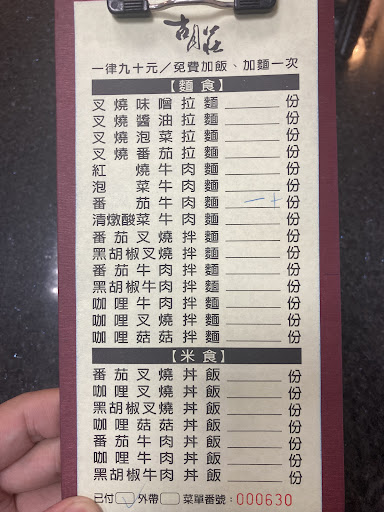 胡莊
一律九十元／免費加飯、加麵一次
【麵食】
叉燒味噌拉麵 份
叉燒醬油拉麵 份
叉燒泡菜拉麵 份
叉燒番茄拉麵 份
紅燒牛肉麵 份
泡菜牛肉麵 份
番茄牛肉麵 份
清燉酸菜牛肉麵 份
番茄叉燒拌麵 份
黑胡椒叉燒拌麵 份
番茄牛肉拌麵 份
黑胡椒牛肉拌麵 份
咖哩牛肉拌麵 份
咖哩叉燒拌麵 份
咖哩菇菇拌麵 份
【米食】
番茄叉燒丼飯 份
咖哩叉燒丼飯 份
黑胡椒叉燒丼飯 份
咖哩菇菇丼飯 份
番茄牛肉丼飯 份
咖哩牛肉丼飯 份
黑胡椒牛肉丼飯 份
已付 外帶 菜單番號：000630